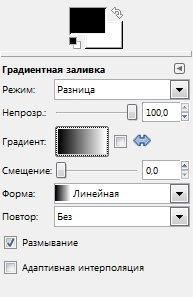 Градиентная заливка
Режим: Разница
Непрозр.: 100,0
Градиент:
Смещение: 0,0
Форма: Линейная
Повтор: Без
Размывание
Адаптивная интерполяция